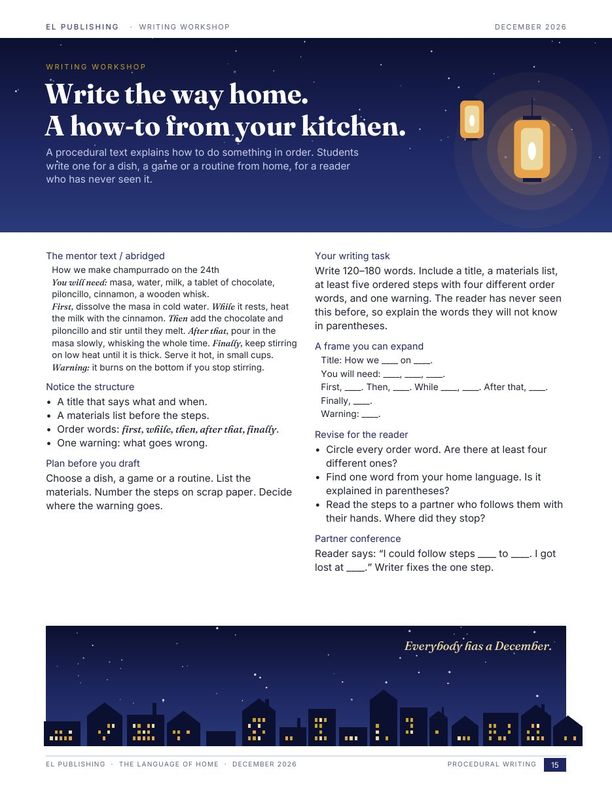 EL PUBLISHING · WRITING WORKSHOP
DECEMBER 2026
WRITING WORKSHOP
Write the way home.
A how-to from your kitchen.
A procedural text explains how to do something in order. Students
write one for a dish, a game or a routine from home, for a reader
who has never seen it.
The mentor text / abridged
How we make champurrado on the 24th
You will need: masa, water, milk, a tablet of chocolate,
piloncillo, cinnamon, a wooden whisk.
First, dissolve the masa in cold water. While it rests, heat
the milk with the cinnamon. Then add the chocolate and
piloncillo and stir until they melt. After that, pour in the
masa slowly, whisking the whole time. Finally, keep stirring
on low heat until it is thick. Serve it hot, in small cups.
Warning: it burns on the bottom if you stop stirring.
Notice the structure
• A title that says what and when.
• A materials list before the steps.
• Order words: first, while, then, after that, finally.
• One warning: what goes wrong.
Plan before you draft
Choose a dish, a game or a routine. List the
materials. Number the steps on scrap paper. Decide
where the warning goes.
Your writing task
Write 120–180 words. Include a title, a materials list,
at least five ordered steps with four different order
words, and one warning. The reader has never seen
this before, so explain the words they will not know
in parentheses.
A frame you can expand
Title: How we ____ on ____.
You will need: ____, ____, ____.
First, ____. Then, ____. While ____, ____. After that, ____.
Finally, ____.
Warning: ____.
Revise for the reader
• Circle every order word. Are there at least four
different ones?
• Find one word from your home language. Is it
explained in parentheses?
• Read the steps to a partner who follows them with
their hands. Where did they stop?
Partner conference
Reader says: “I could follow steps ____ to ____. I got
lost at ____.” Writer fixes the one step.
Everybody has a December.
EL PUBLISHING · THE LANGUAGE OF HOME · DECEMBER 2026
PROCEDURAL WRITING 15